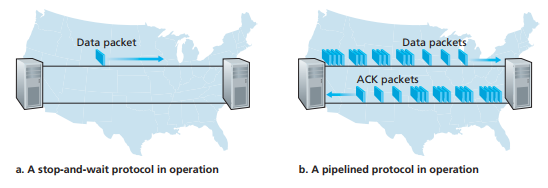 Data packet
Data packets
ACK packets
a. A stop-and-wait protocol in operation
b. A pipelined protocol in operation